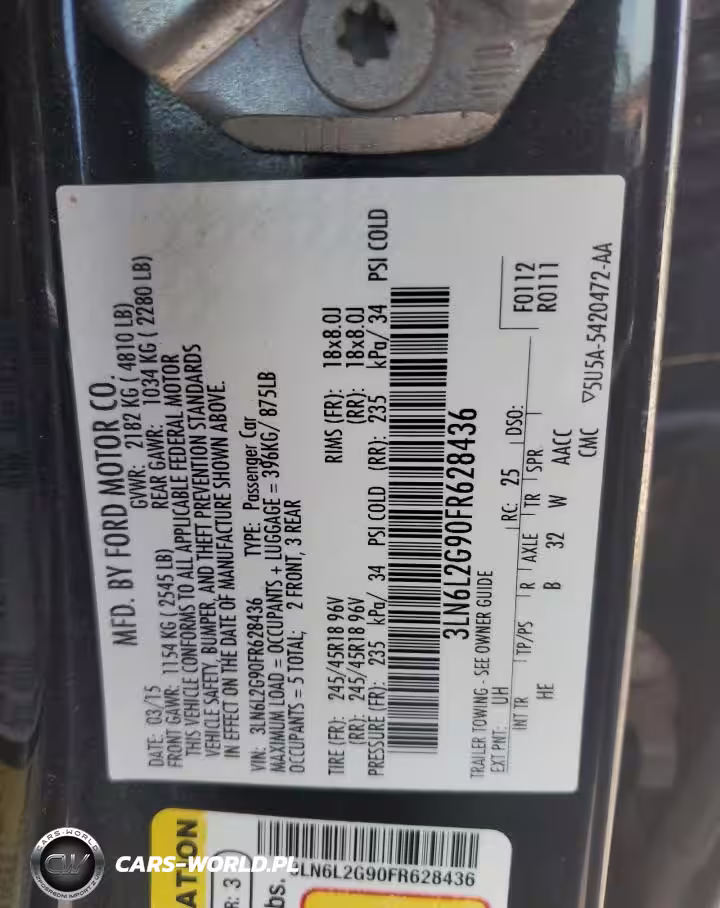 MFD. BY FORD MOTOR CO.
DATE: 03/15 GVWR: 2182 KG ( 4810 LB)
FRONT GAWR: 1154 KG ( 2545 LB) REAR GAWR: 1034 KG ( 2280 LB)
THIS VEHICLE CONFORMS TO ALL APPLICABLE FEDERAL MOTOR
VEHICLE SAFETY, BUMPER, AND THEFT PREVENTION STANDARDS
IN EFFECT ON THE DATE OF MANUFACTURE SHOWN ABOVE.
VIN: 3LN6L2G90FR628436 TYPE: Passenger Car
MAXIMUM LOAD = OCCUPANTS + LUGGAGE = 396KG/ 875LB
OCCUPANTS = 5 TOTAL; 2 FRONT, 3 REAR
TIRE (FR): 245/45R18 96V RIMS (FR): 18x8.0J
(RR): 245/45R18 96V (RR): 18x8.0J
PRESSURE (FR): 235 kPa/ 34 PSI COLD (RR): 235 kPa/ 34 PSI COLD
3LN6L2G90FR628436
TRAILER TOWING - SEE OWNER GUIDE F0112
EXT PNT: UH RC: 25 DSO: R0111
INT TR TP/PS R AXLE TR SPR
HE B 32 W AACC
CMC ▽5U5A-5420472-AA
ATION
R: 3
bs.
LN6L2G90FR628436
CARS-WORLD
CW
CARS-WORLD.PL